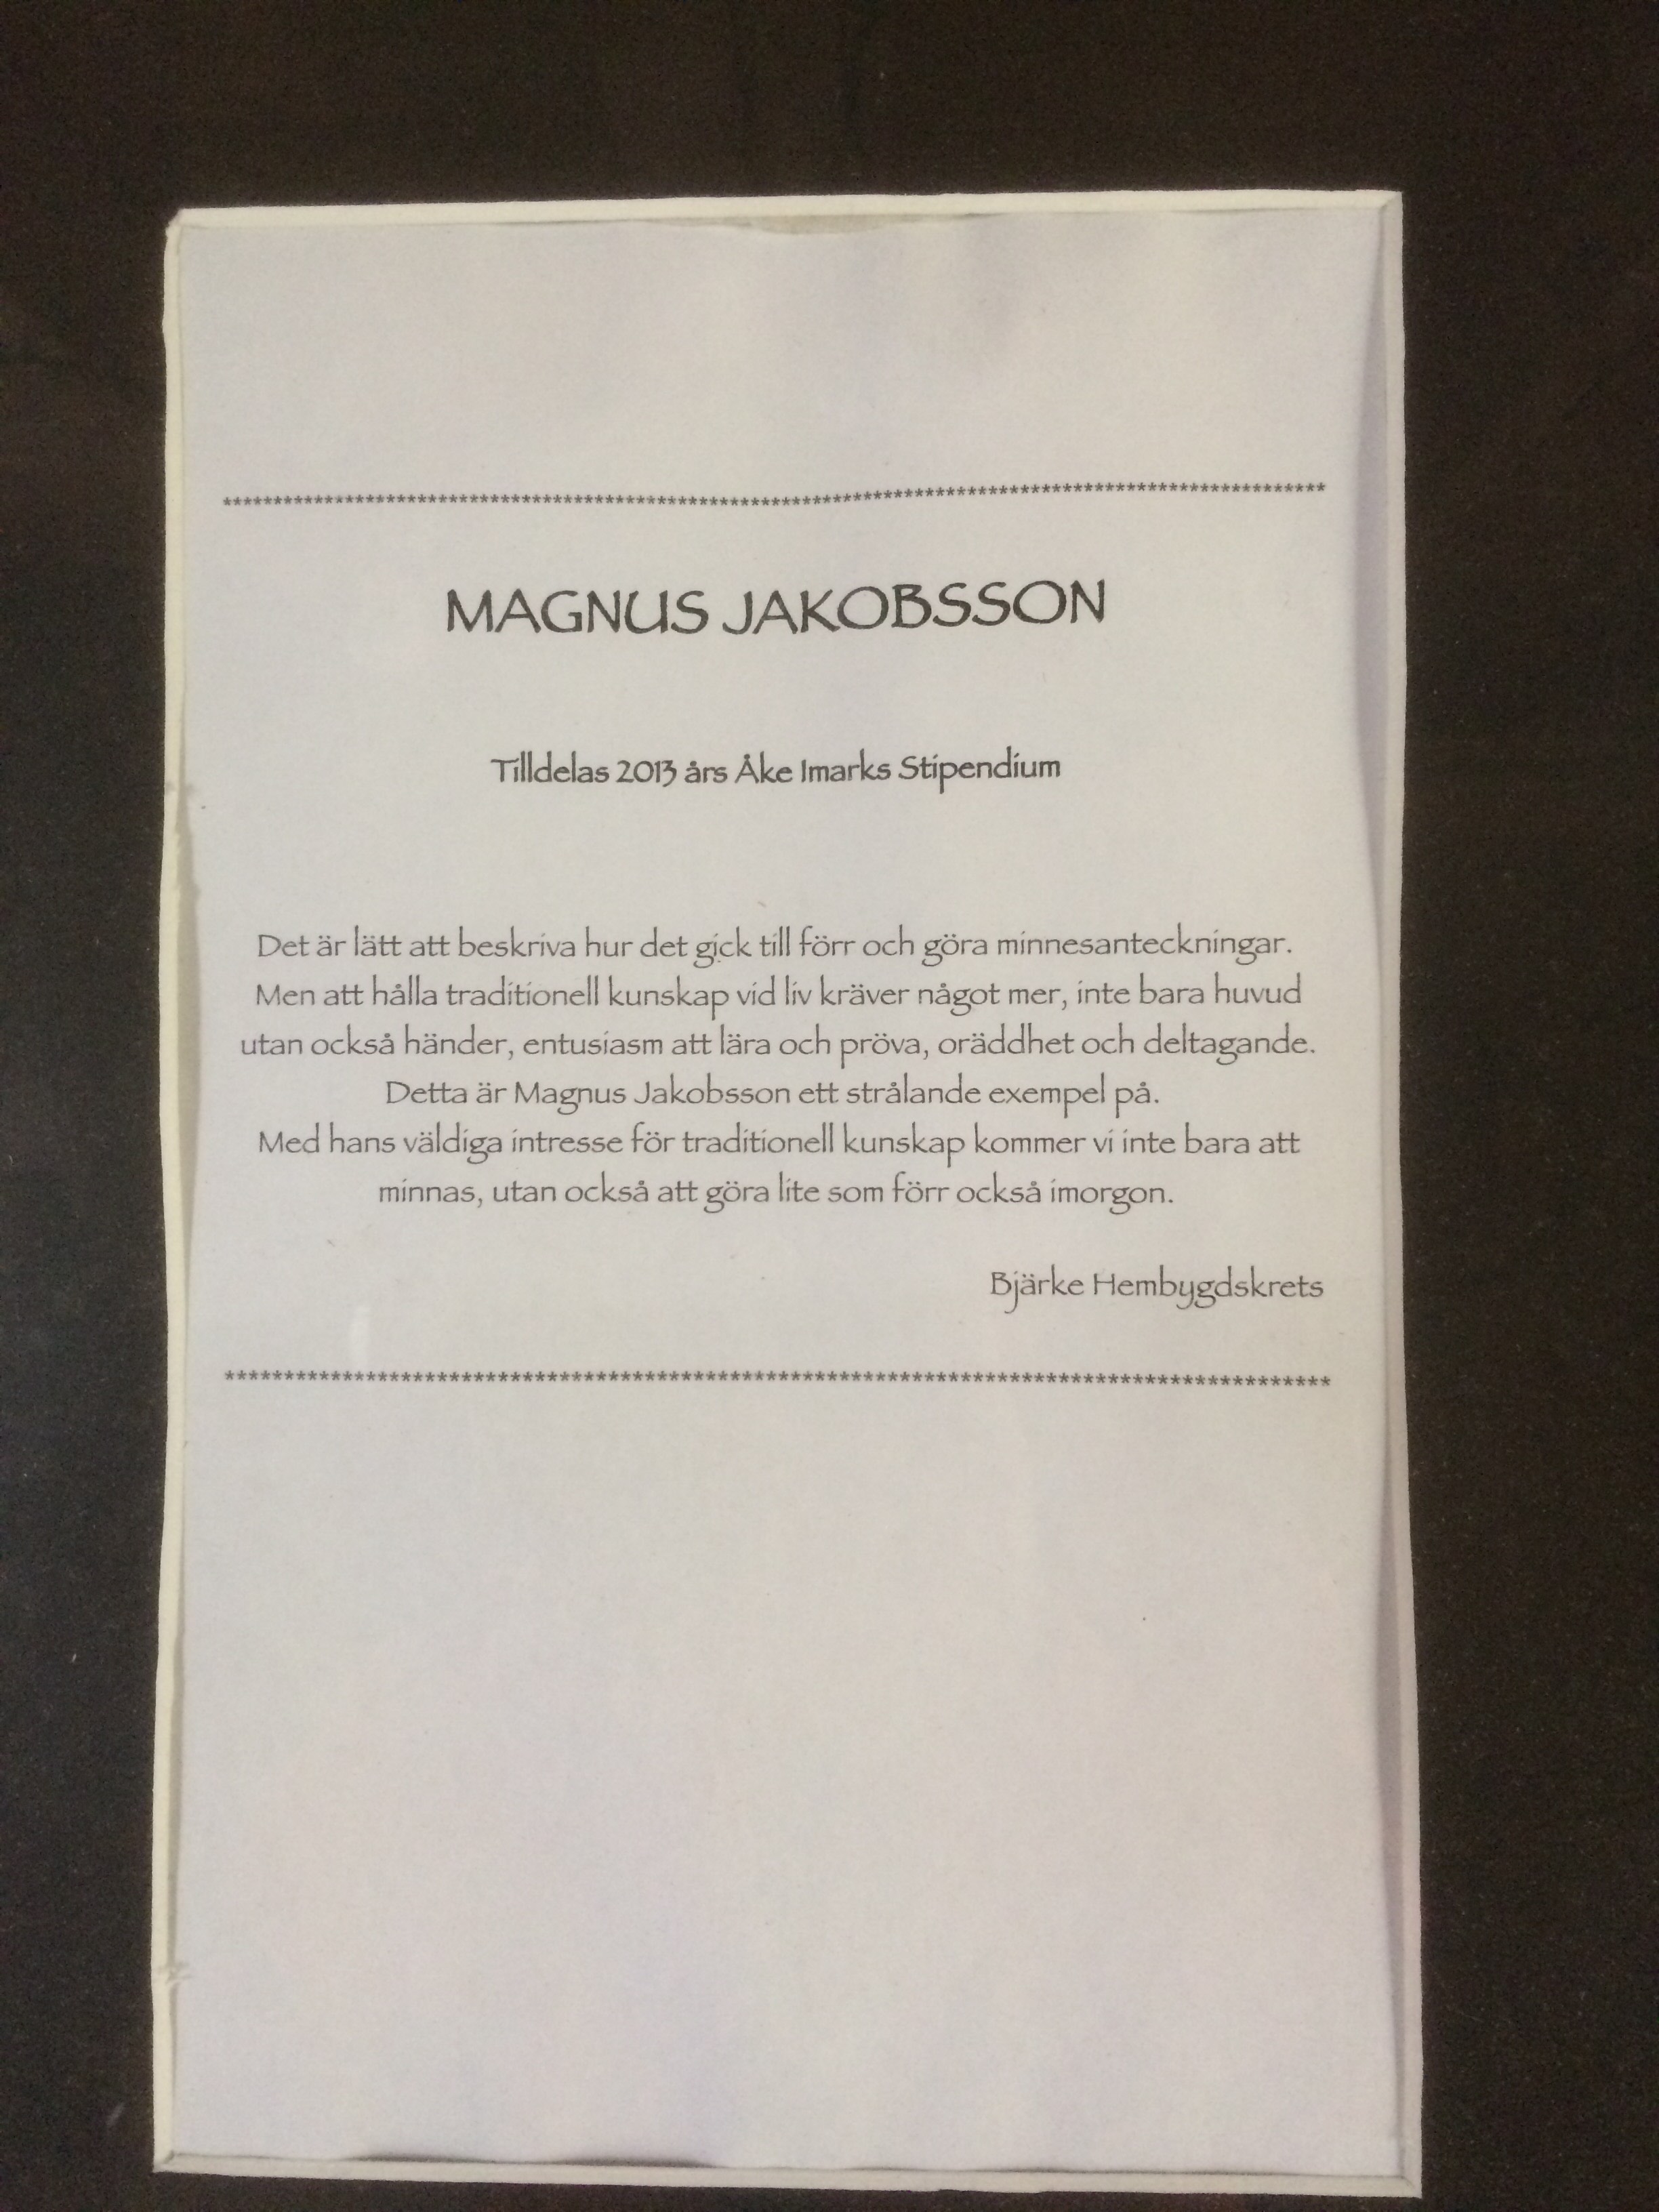 ******************************************************************************************************
MAGNUS JAKOBSSON
Tilldelas 2013 års Åke Imarks Stipendium
Det är lätt att beskriva hur det gick till förr och göra minnesanteckningar.
Men att hålla traditionell kunskap vid liv kräver något mer, inte bara huvud
utan också händer, entusiasm att lära och pröva, oräddhet och deltagande.
Detta är Magnus Jakobsson ett strålande exempel på.
Med hans väldiga intresse för traditionell kunskap kommer vi inte bara att
minnas, utan också att göra lite som förr också imorgon.
Bjärke Hembygdskrets
******************************************************************************************